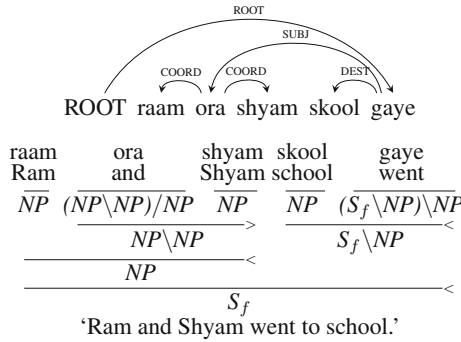 ROOT
SUBJ
COORD COORD DEST
ROOT raam ora shyam skool gaye
raam ora shyam skool gaye
Ram and Shyam school went
NP (NP\NP)/NP NP NP (S_f\NP)\NP
> <
NP\NP S_f\NP
<
NP
<
S_f
‘Ram and Shyam went to school.’